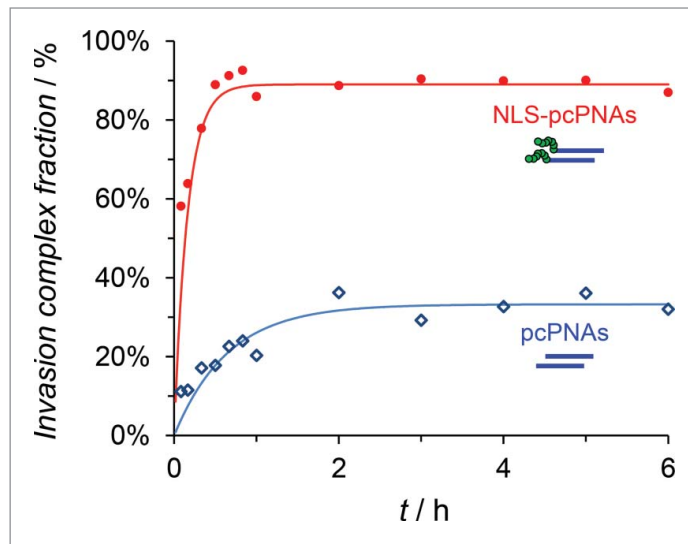 Invasion complex fraction / %
100%
80%
60%
40%
20%
0%
NLS-pcPNAs
pcPNAs
0
2
4
6
t / h